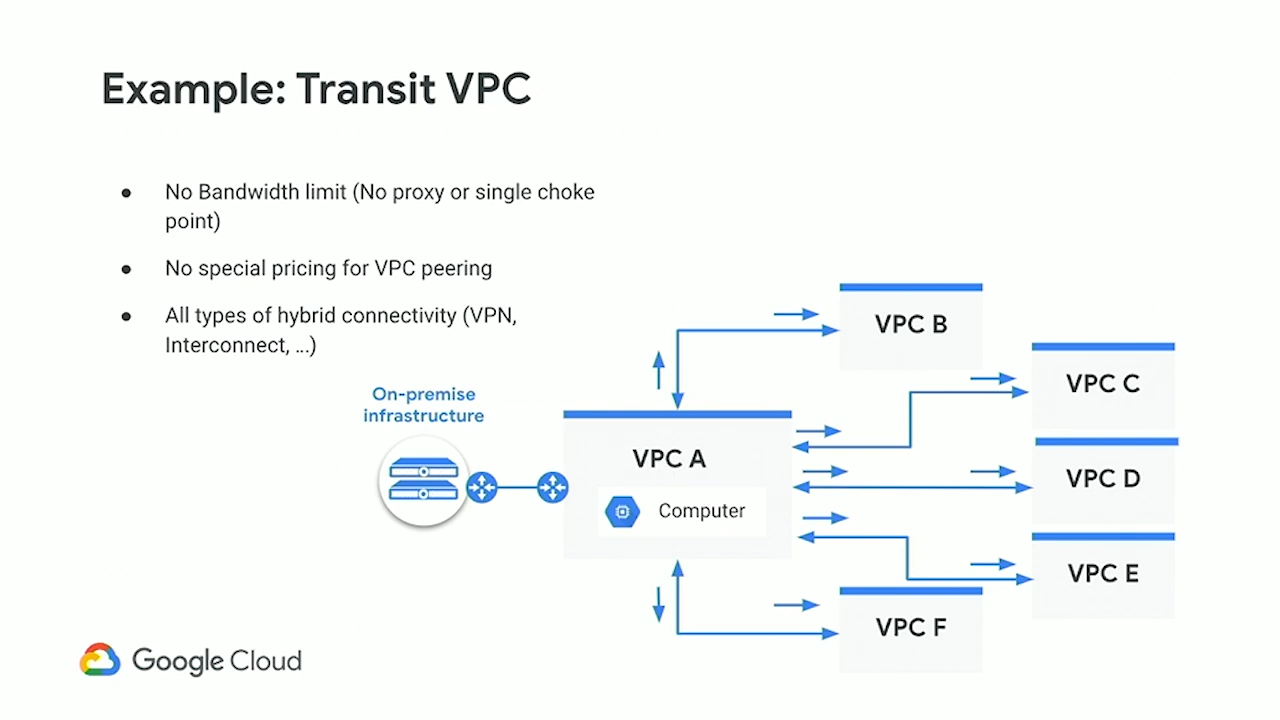 Example: Transit VPC
● No Bandwidth limit (No proxy or single choke
point)
● No special pricing for VPC peering
● All types of hybrid connectivity (VPN,
Interconnect, ...)
On-premise
infrastructure
VPC A
Computer
VPC B
VPC C
VPC D
VPC E
VPC F
Google Cloud